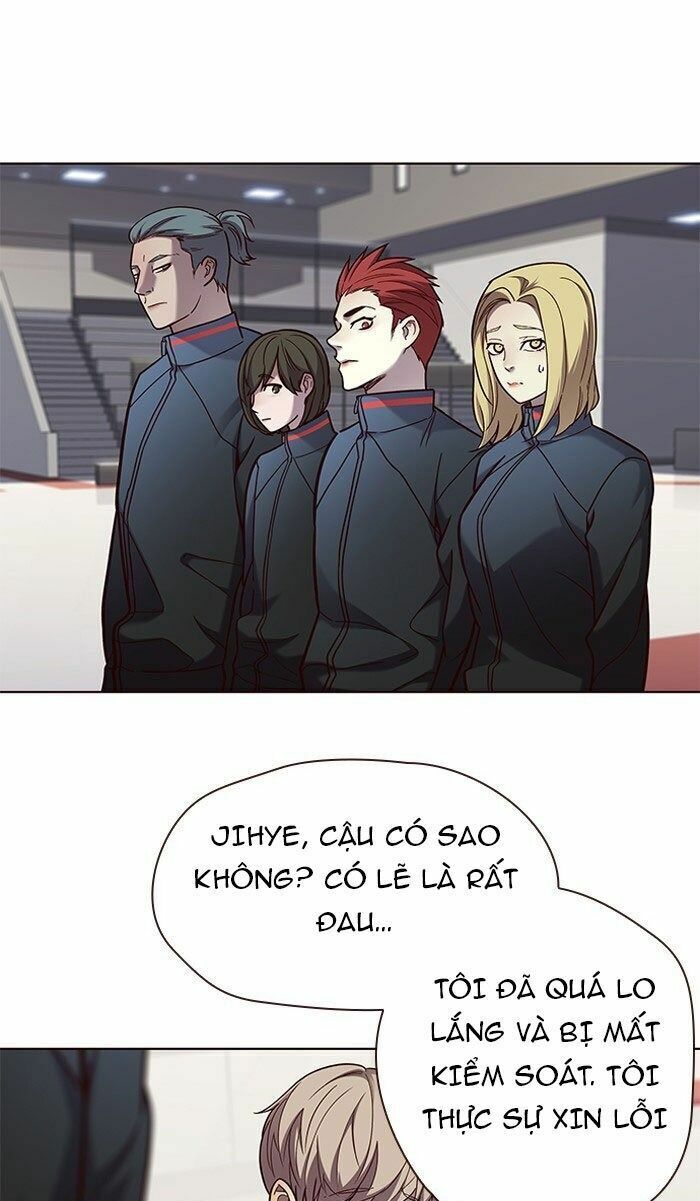 JIHYE, CẬU CÓ SAO
KHÔNG? CÓ LẼ LÀ RẤT
ĐAU...
TÔI ĐÃ QUÁ LO
LẮNG VÀ BỊ MẤT
KIỂM SOÁT. TÔI
THỰC SỰ XIN LỖI